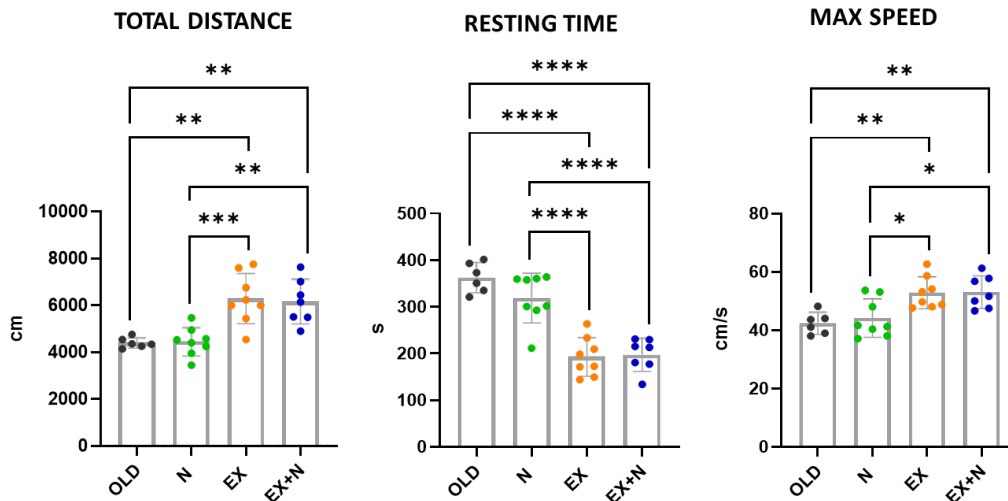 TOTAL DISTANCE
**
**
**
***
cm
10000
8000
6000
4000
2000
0
OLD
N
EX
EX+N
RESTING TIME
****
****
****
****
s
500
400
300
200
100
0
OLD
N
EX
EX+N
MAX SPEED
**
**
*
*
cm/s
80
60
40
20
0
OLD
N
EX
EX+N